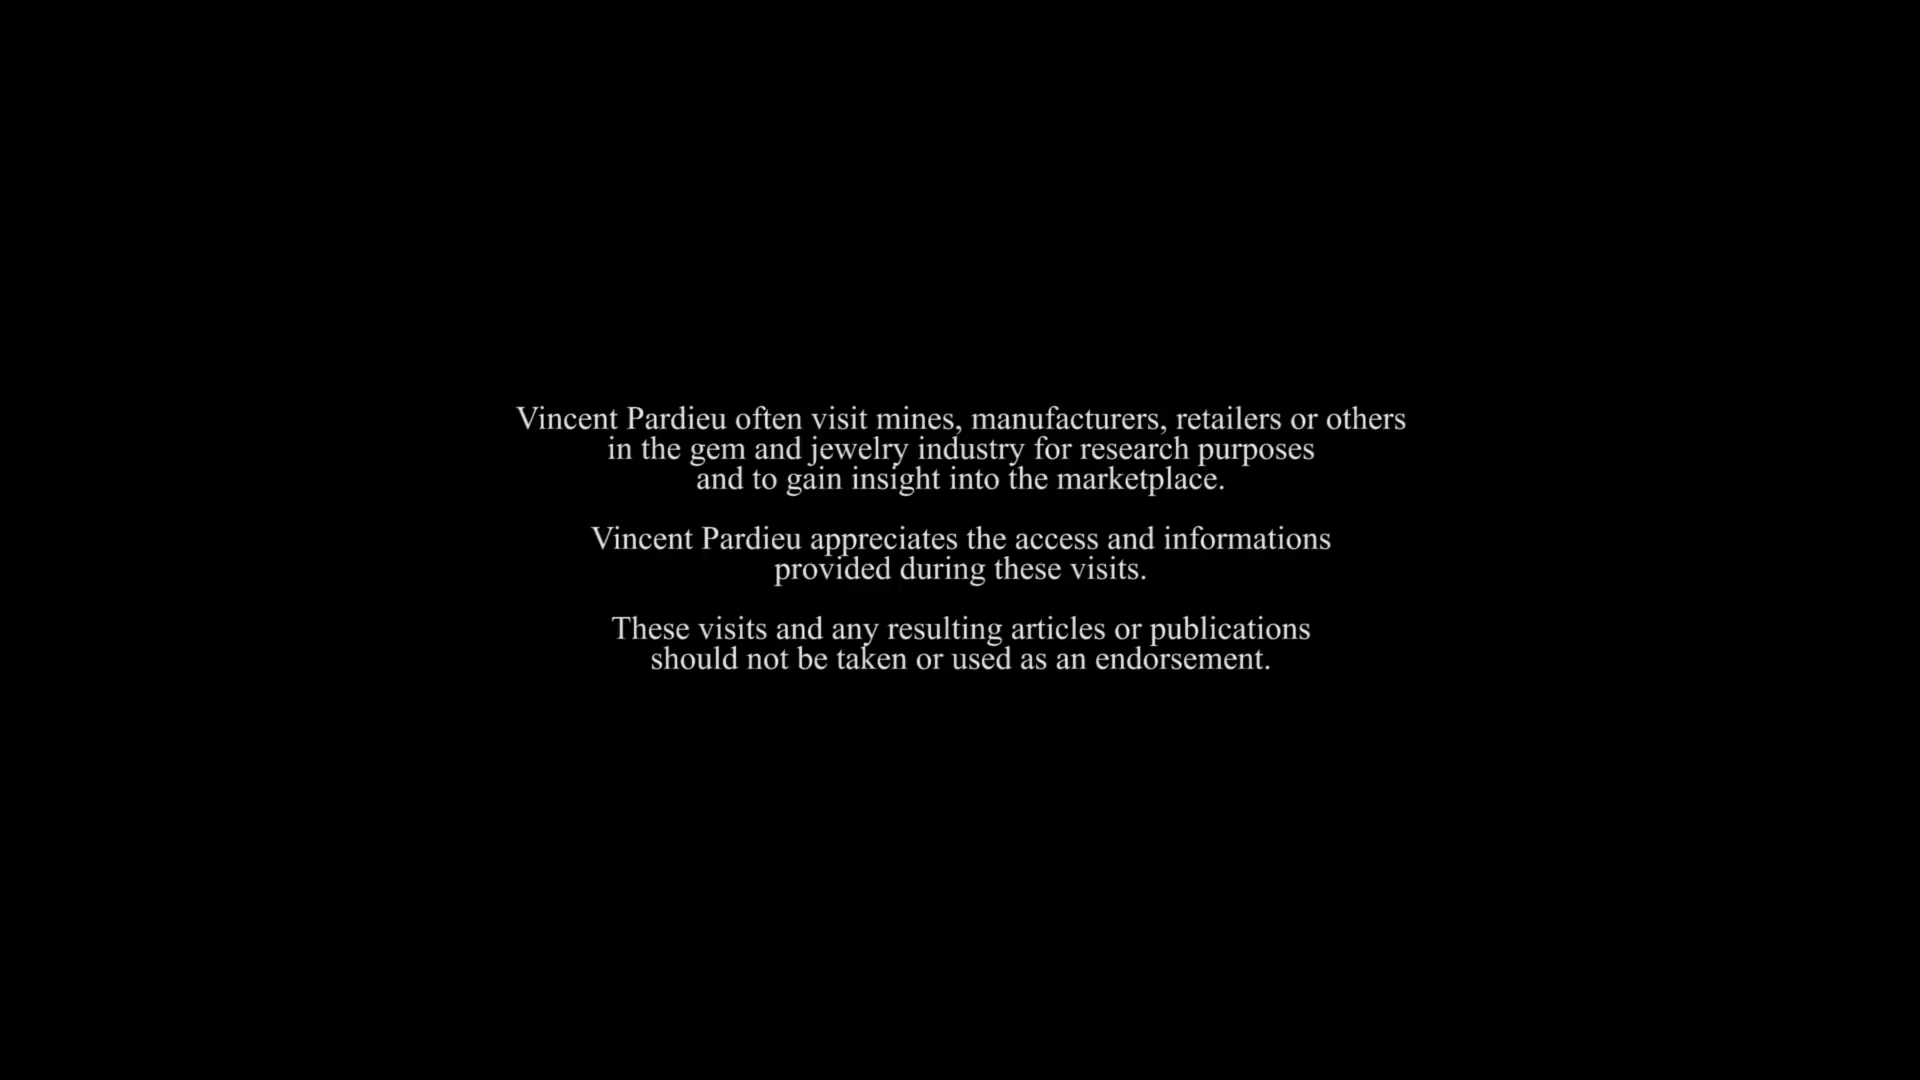 Vincent Pardieu often visit mines, manufacturers, retailers or others
in the gem and jewelry industry for research purposes
and to gain insight into the marketplace.
Vincent Pardieu appreciates the access and informations
provided during these visits.
These visits and any resulting articles or publications
should not be taken or used as an endorsement.